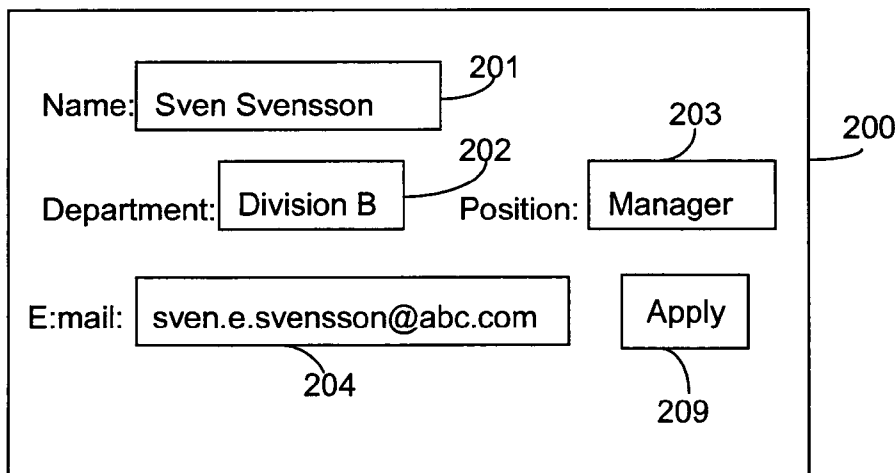 201
Name: Sven Svensson
203
200
202
Department: Division B Position: Manager
E:mail: sven.e.svensson@abc.com Apply
204
209